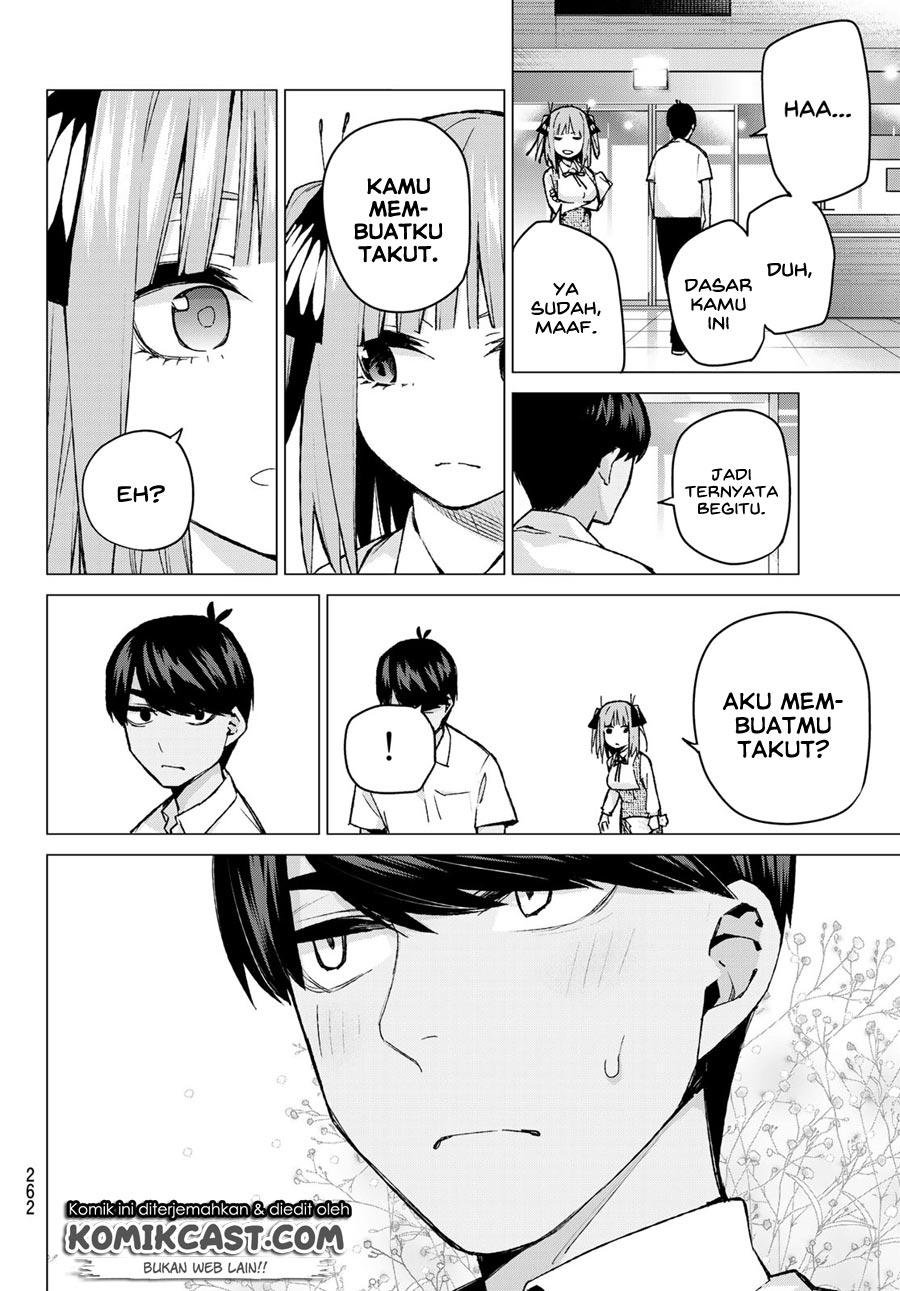 HAA...
DUH,
DASAR
KAMU
INI
YA
SUDAH,
MAAF.
JADI
TERNYATA
BEGITU.
KAMU
MEM-
BUATKU
TAKUT.
EH?
AKU MEM-
BUATMU
TAKUT?
!
262
Komik ini diterjemahkan & diedit oleh
KOMIKCAST.COM
BUKAN WEB LAIN!!